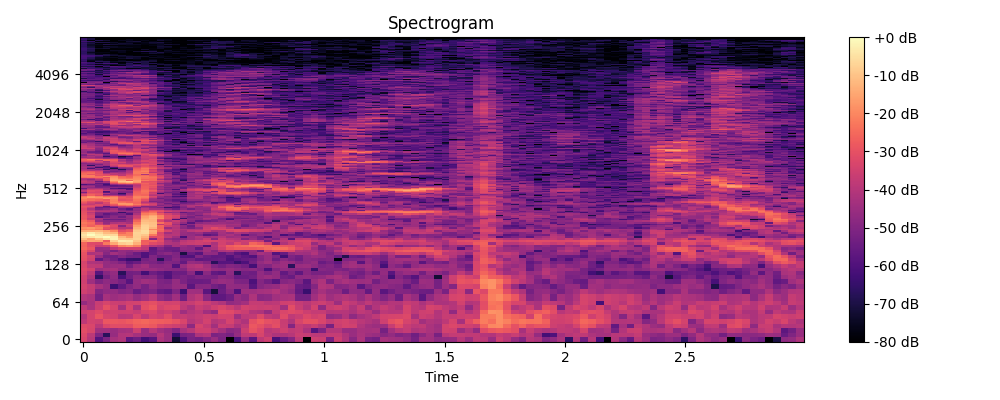 Spectrogram
Hz
4096
2048
1024
512
256
128
64
0
0
0.5
1
1.5
2
2.5
Time
+0 dB
-10 dB
-20 dB
-30 dB
-40 dB
-50 dB
-60 dB
-70 dB
-80 dB